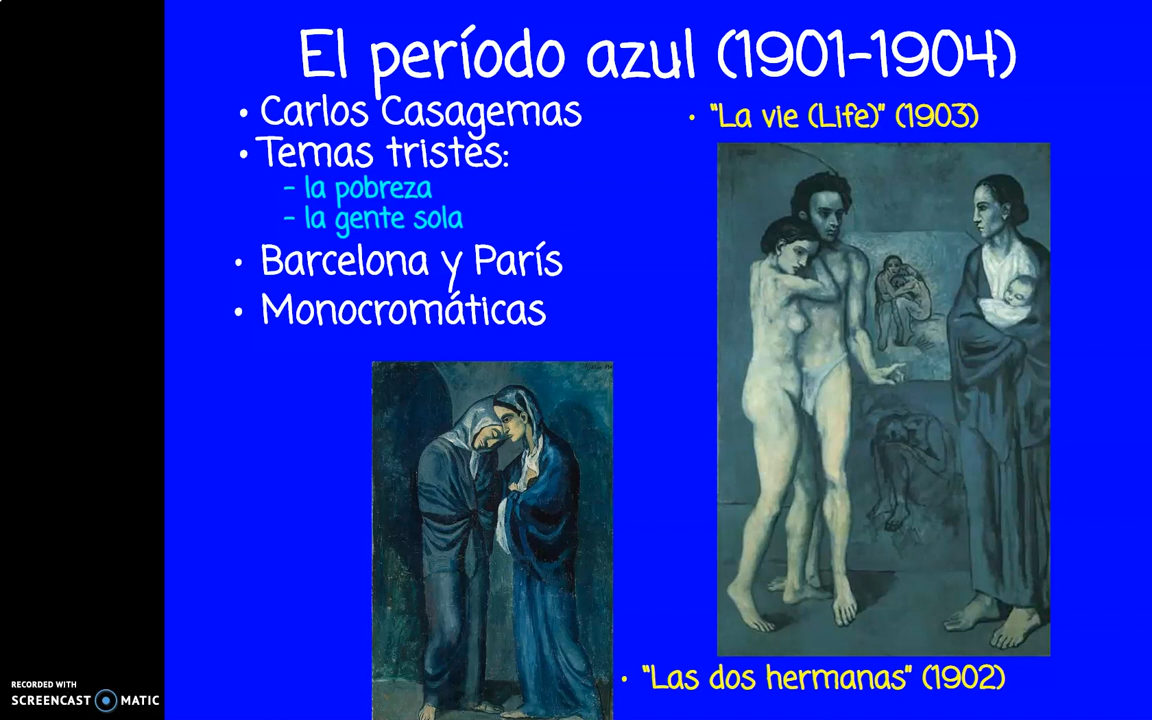 El período azul (1901-1904)
• Carlos Casagemas
• Temas tristes:
- la pobreza
- la gente sola
• Barcelona y París
• Monocromáticas
• "La vie (Life)" (1903)
• "Las dos hermanas" (1902)
RECORDED WITH
SCREENCAST MATIC